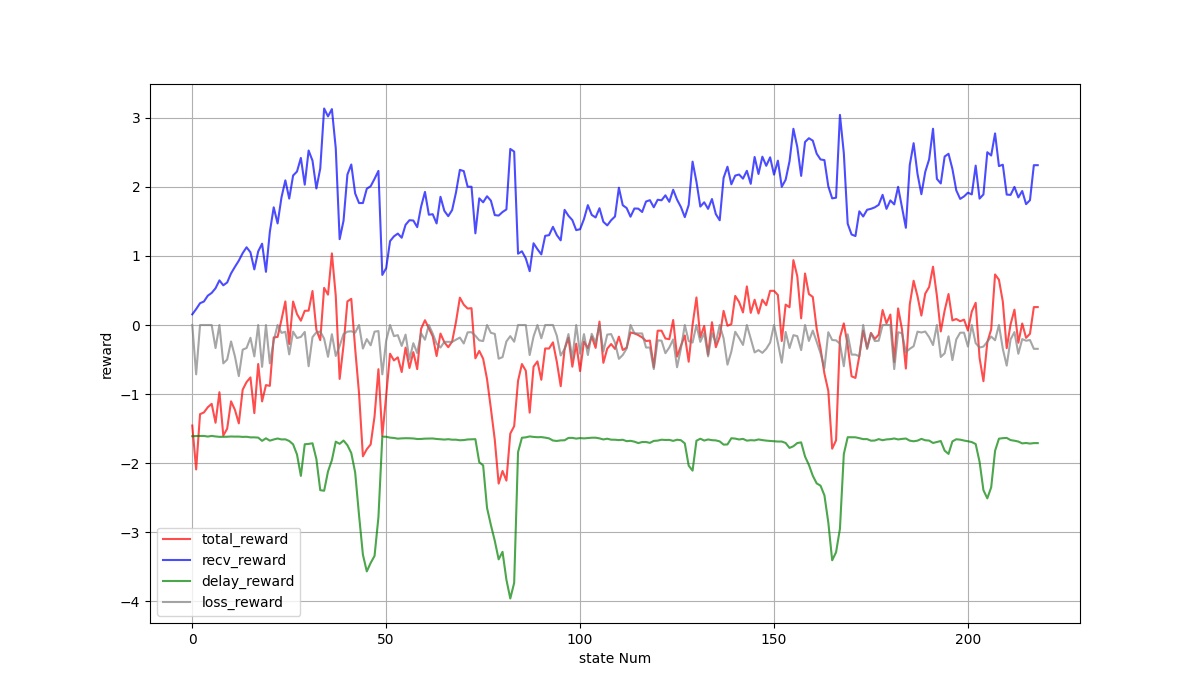 3
2
1
0
−1
−2
−3
−4
reward
total_reward
recv_reward
delay_reward
loss_reward
0 50 100 150 200
state Num